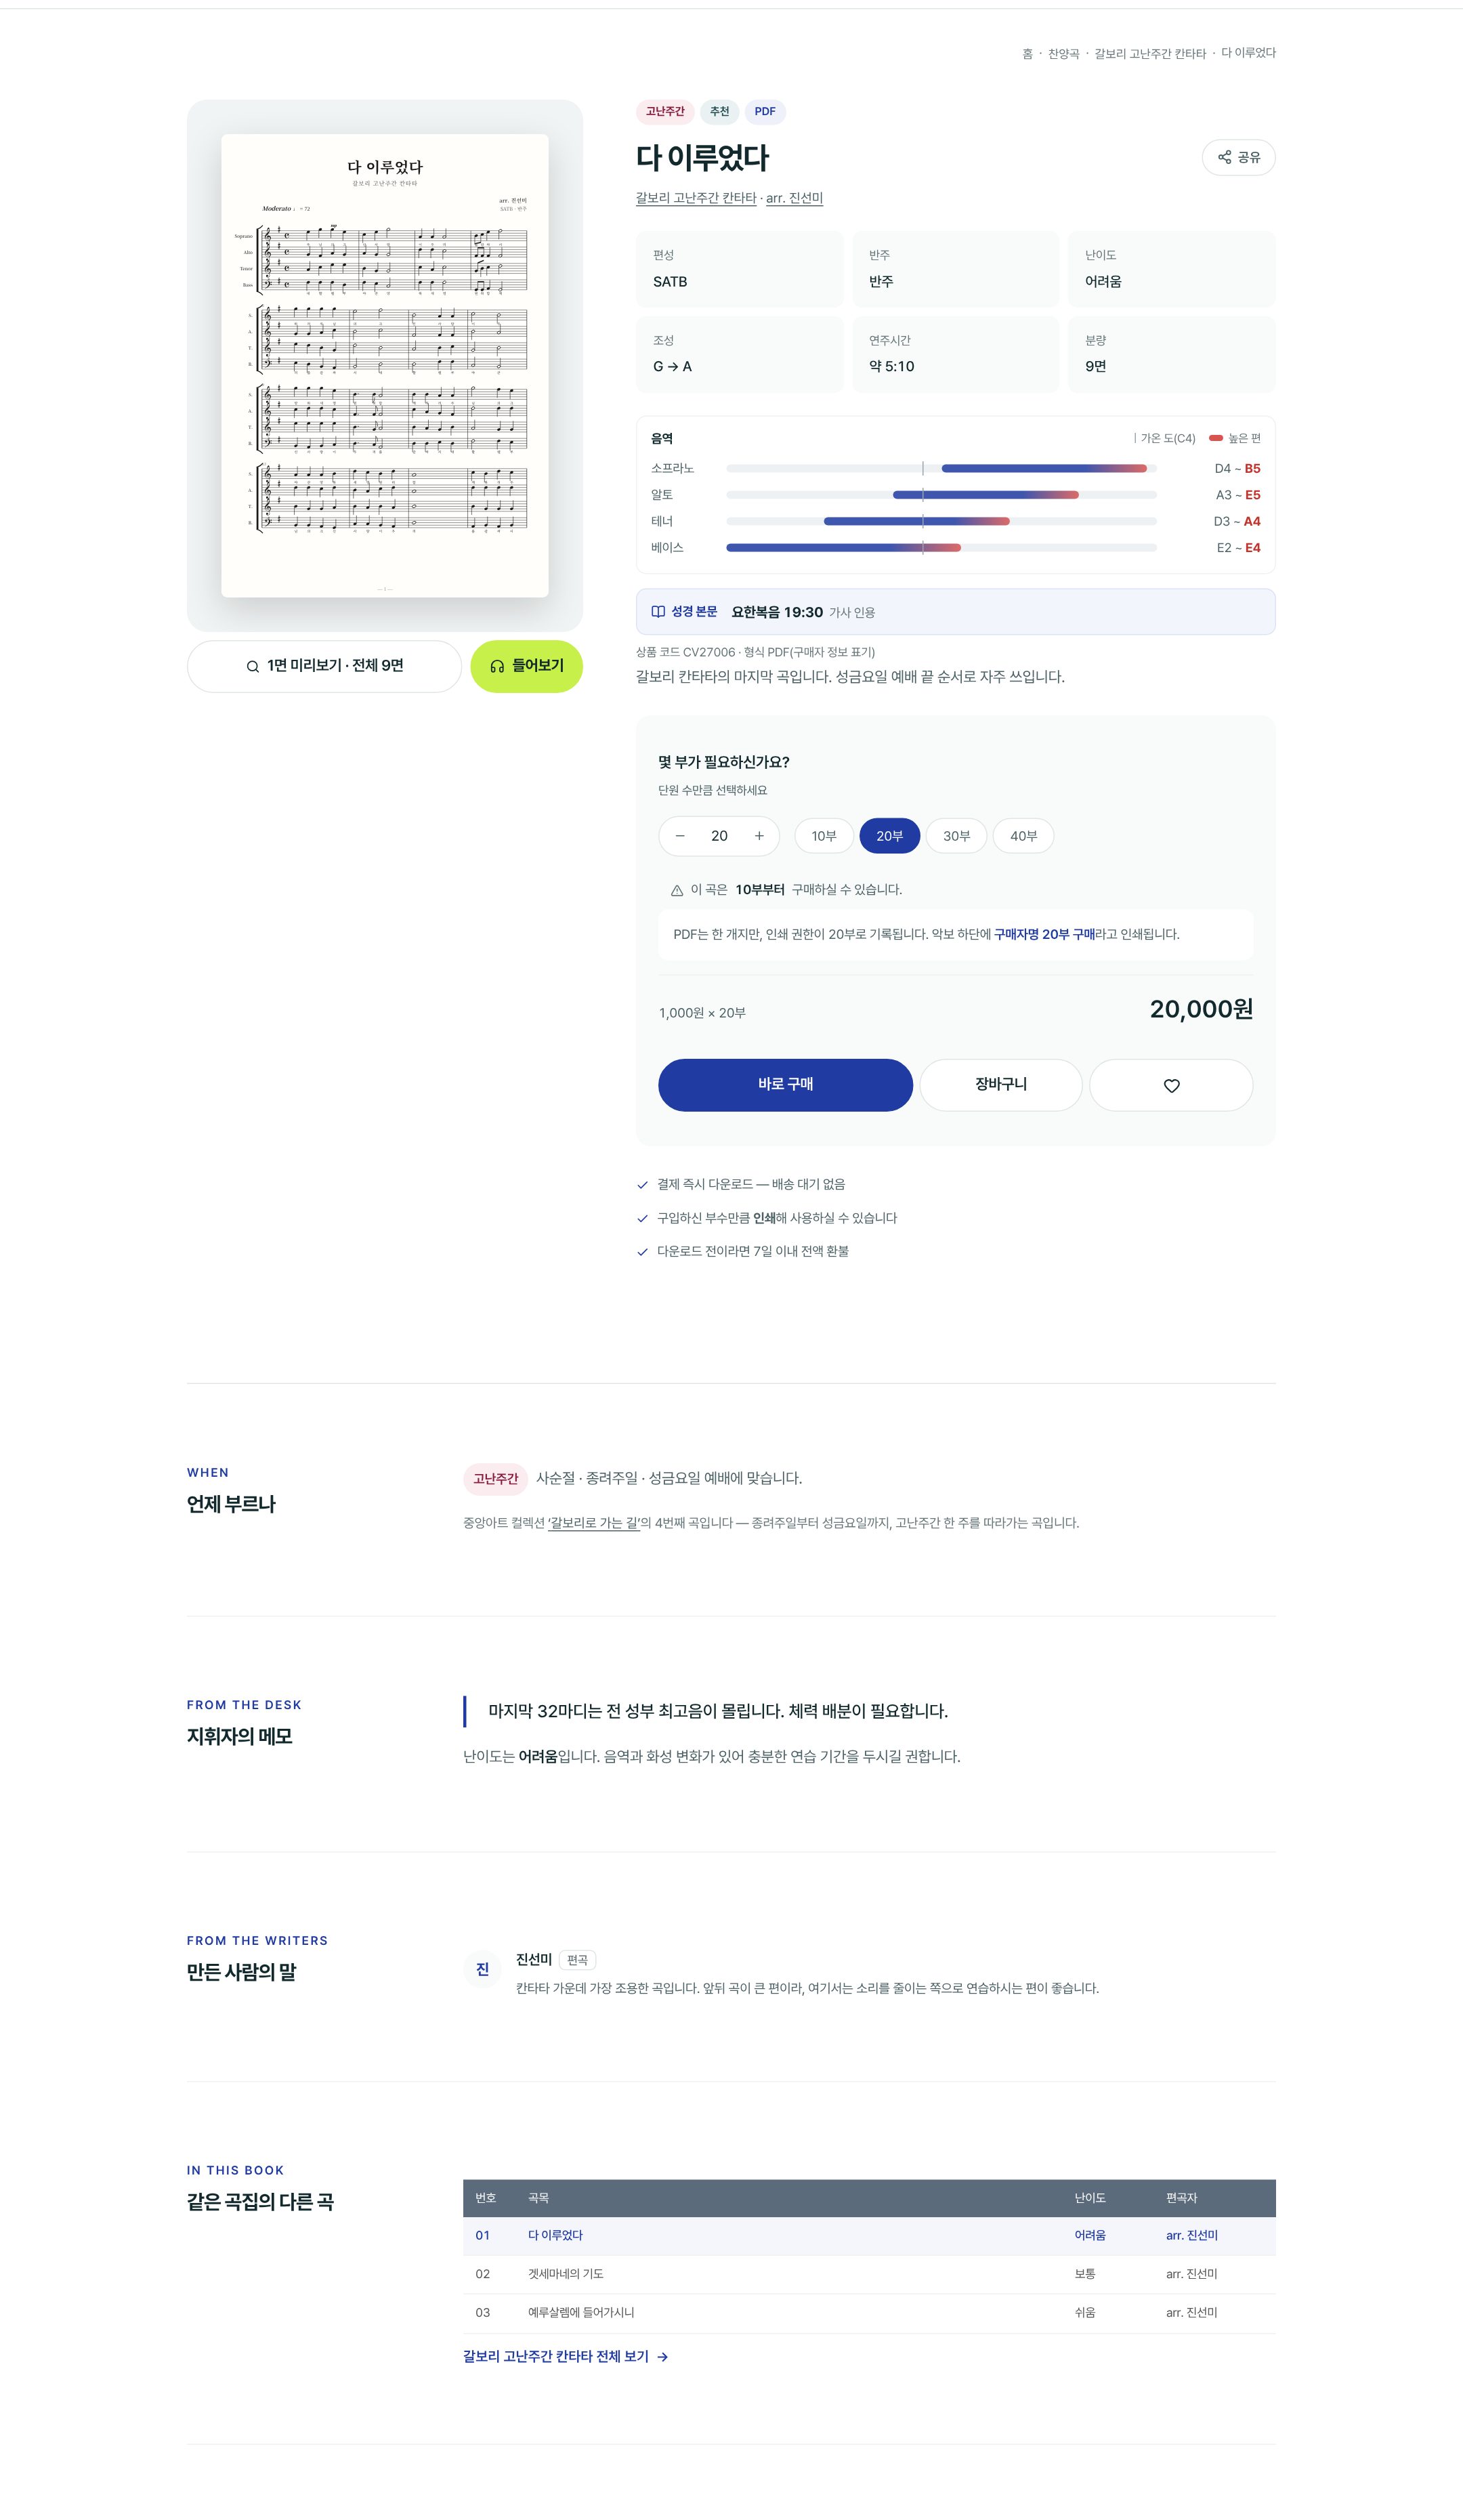 홈 · 찬양곡 · 갈보리 고난주간 칸타타 · 다 이루었다
다 이루었다
갈보리 고난주간 칸타타
arr. 진선미
Moderato ♩ = 72
SATB · 반주
Soprano
Alto
Tenor
Bass
S.
A.
T.
B.
S.
A.
T.
B.
S.
A.
T.
B.
1면 미리보기 · 전체 9면
들어보기
고난주간
추천
PDF
다 이루었다
공유
갈보리 고난주간 칸타타 · arr. 진선미
편성
SATB
반주
반주
난이도
어려움
조성
G → A
연주시간
약 5:10
분량
9면
음역
가온 도(C4)
높은 편
소프라노
D4 ~ B5
알토
A3 ~ E5
테너
D3 ~ A4
베이스
E2 ~ E4
성경 본문 요한복음 19:30 가사 인용
상품 코드 CV27006 · 형식 PDF(구매자 정보 표기)
갈보리 칸타타의 마지막 곡입니다. 성금요일 예배 끝 순서로 자주 쓰입니다.
몇 부가 필요하신가요?
단원 수만큼 선택하세요
− 20 +
10부
20부
30부
40부
이 곡은 10부부터 구매하실 수 있습니다.
PDF는 한 개지만, 인쇄 권한이 20부로 기록됩니다. 악보 하단에 구매자명 20부 구매라고 인쇄됩니다.
1,000원 × 20부
20,000원
바로 구매
장바구니
결제 즉시 다운로드 — 배송 대기 없음
구입하신 부수만큼 인쇄해 사용하실 수 있습니다
다운로드 전이라면 7일 이내 전액 환불
WHEN
언제 부르나
고난주간 사순절 · 종려주일 · 성금요일 예배에 맞습니다.
중앙아트 컬렉션 '갈보리로 가는 길'의 4번째 곡입니다 — 종려주일부터 성금요일까지, 고난주간 한 주를 따라가는 곡입니다.
FROM THE DESK
지휘자의 메모
마지막 32마디는 전 성부 최고음이 몰립니다. 체력 배분이 필요합니다.
난이도는 어려움입니다. 음역과 화성 변화가 있어 충분한 연습 기간을 두시길 권합니다.
FROM THE WRITERS
만든 사람의 말
진
진선미 편곡
칸타타 가운데 가장 조용한 곡입니다. 앞뒤 곡이 큰 편이라, 여기서는 소리를 줄이는 쪽으로 연습하시는 편이 좋습니다.
IN THIS BOOK
같은 곡집의 다른 곡
번호 곡목 난이도 편곡자
01 다 이루었다 어려움 arr. 진선미
02 겟세마네의 기도 보통 arr. 진선미
03 예루살렘에 들어가시니 쉬움 arr. 진선미
갈보리 고난주간 칸타타 전체 보기 →